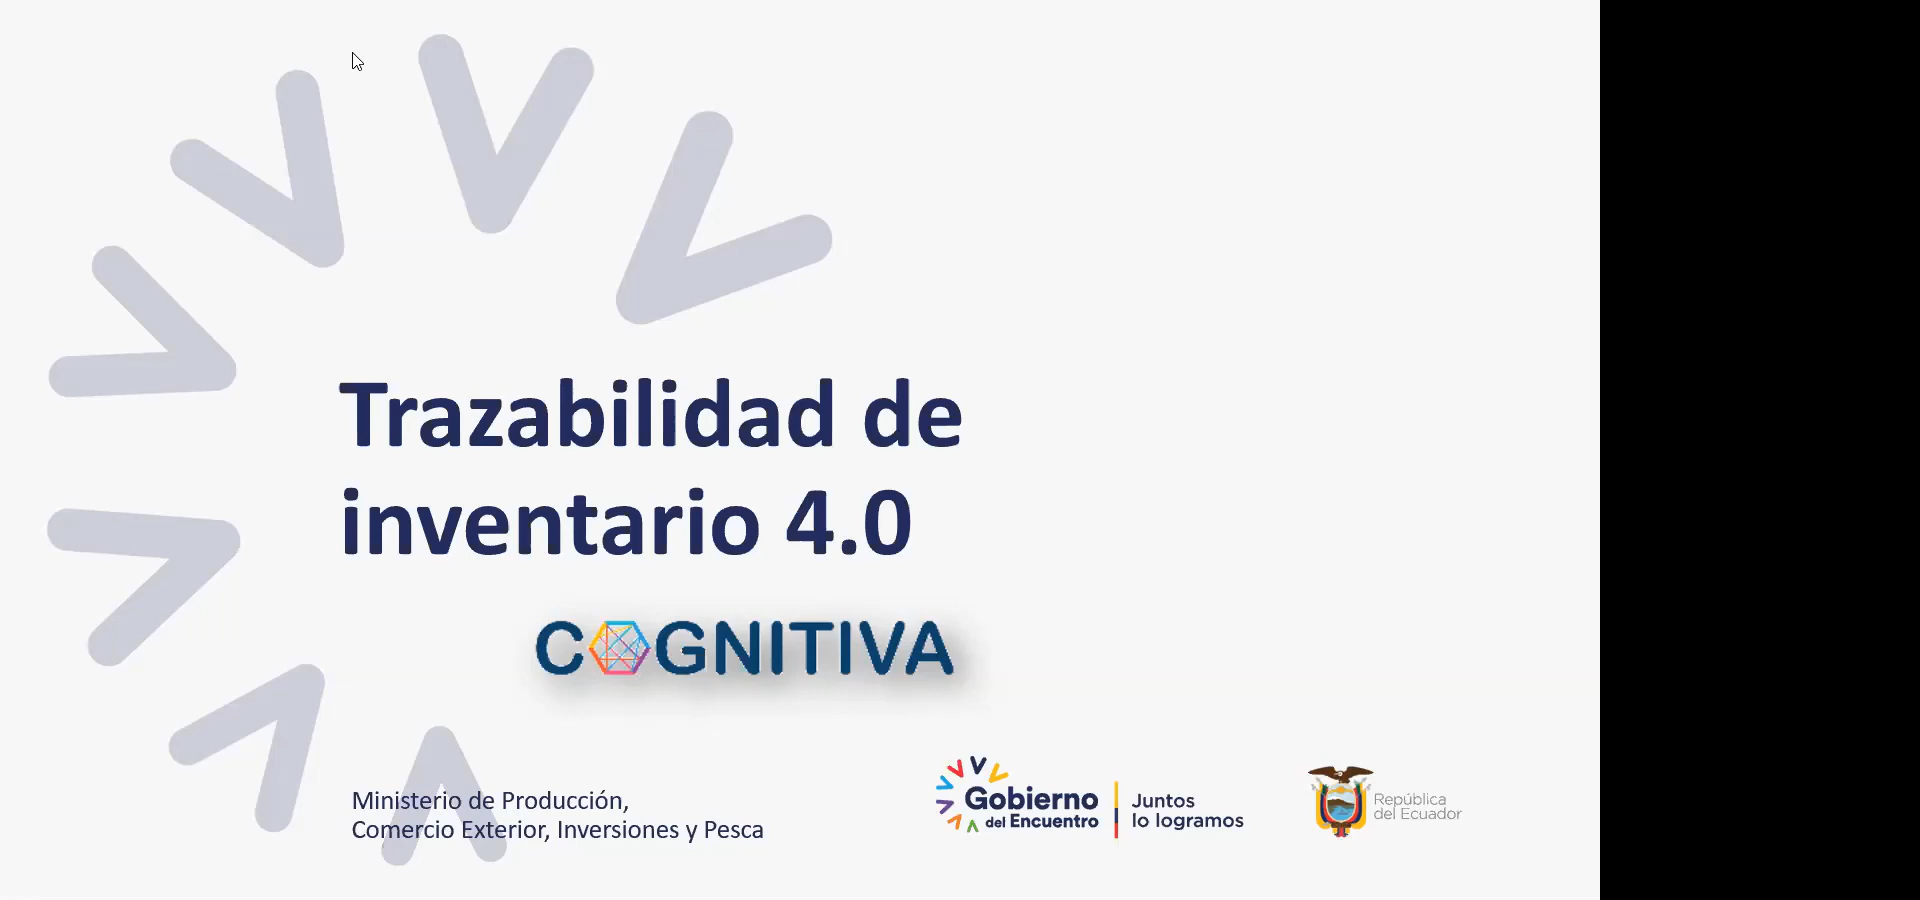 Trazabilidad de
inventario 4.0
COGNITIVA
Ministerio de Producción,
Comercio Exterior, Inversiones y Pesca
Gobierno
del Encuentro
Juntos
lo logramos
República
del Ecuador